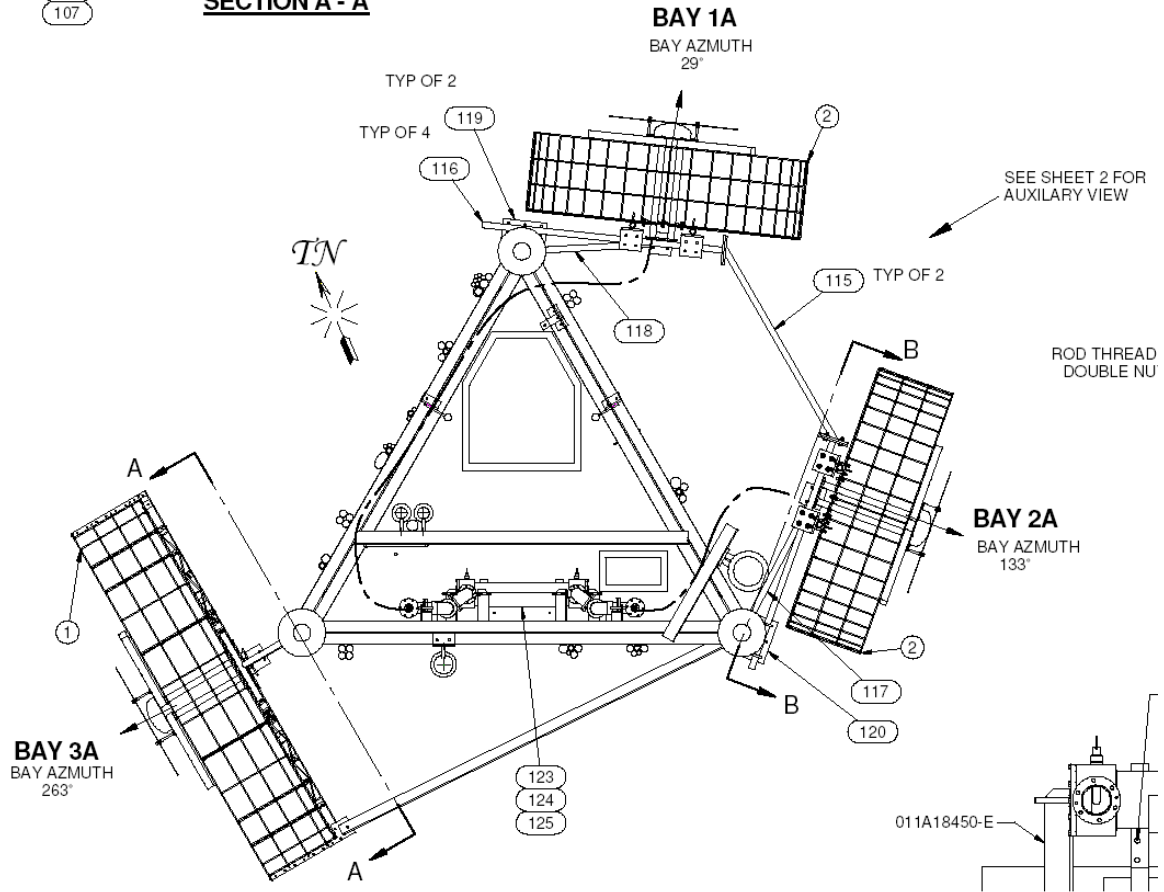 107
SECTION A - A
BAY 1A
BAY AZMUTH
29°
TYP OF 2
TYP OF 4
119
116
2
SEE SHEET 2 FOR
AUXILARY VIEW
TN
115
TYP OF 2
118
B
ROD THREAD
DOUBLE NU
A
BAY 2A
BAY AZMUTH
133°
1
2
117
B
120
BAY 3A
BAY AZMUTH
263°
123
124
125
011A18450-E
A